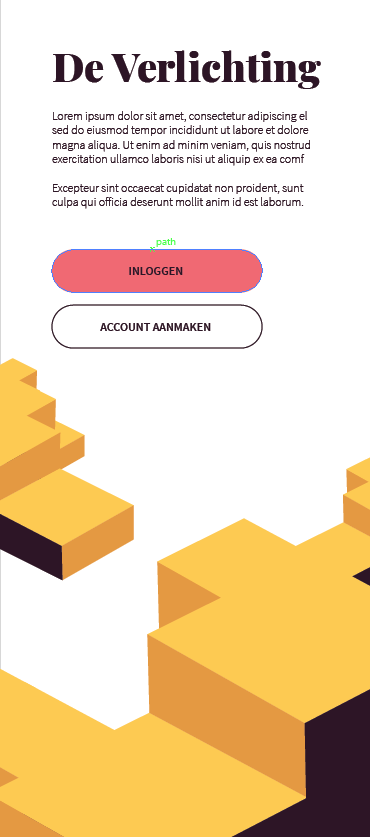 De Verlichting
Lorem ipsum dolor sit amet, consectetur adipiscing el
sed do eiusmod tempor incididunt ut labore et dolore
magna aliqua. Ut enim ad minim veniam, quis nostrud
exercitation ullamco laboris nisi ut aliquip ex ea comf
Excepteur sint occaecat cupidatat non proident, sunt
culpa qui officia deserunt mollit anim id est laborum.
path
INLOGGEN
ACCOUNT AANMAKEN